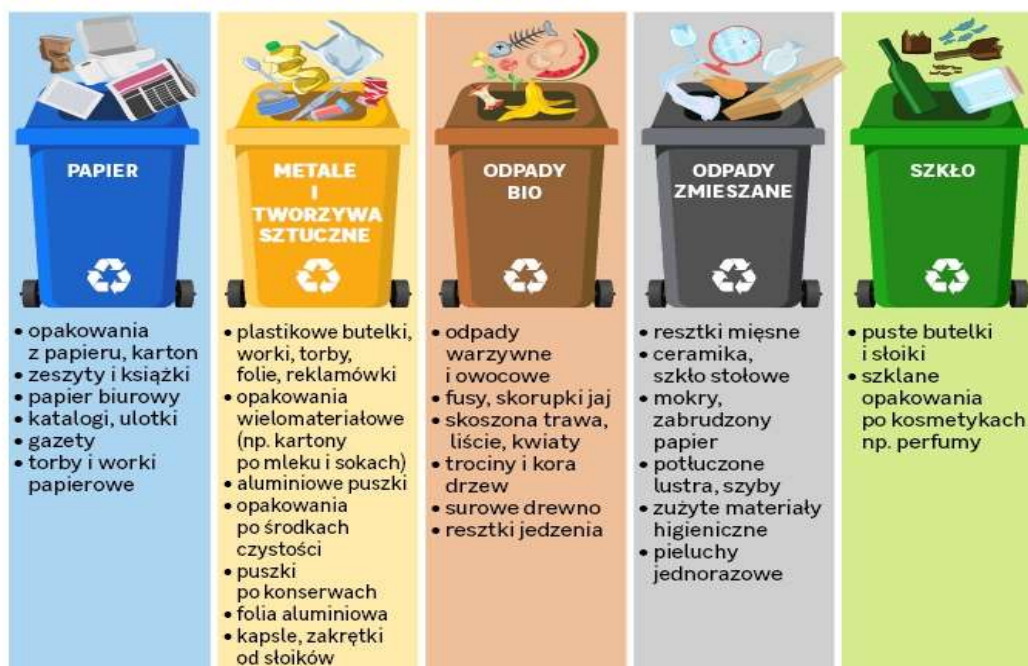 PAPIER
• opakowania
z papieru, karton
• zeszyty i książki
• papier biurowy
• katalogi, ulotki
• gazety
• torby i worki
papierowe
METALE
I
TWORZYWA
SZTUCZNE
• plastikowe butelki,
worki, torby,
folie, reklamówki
• opakowania
wielomateriałowe
(np. kartony
po mleku i sokach)
• aluminiowe puszki
• opakowania
po środkach
czystości
• puszki
po konserwach
• folia aluminiowa
• kapsle, zakrętki
od słoików
ODPADY
BIO
• odpady
warzywne
i owocowe
• fusy, skorupki jaj
• skoszona trawa,
liście, kwiaty
• trociny i kora
drzew
• surowe drewno
• resztki jedzenia
ODPADY
ZMIESZANE
• resztki mięsne
• ceramika,
szkło stołowe
• mokry,
zabrudzony
papier
• potłuczone
lustra, szyby
• zużyte materiały
higieniczne
• pieluchy
jednorazowe
SZKŁO
• puste butelki
i słoiki
• szklane
opakowania
po kosmetykach
np. perfumy